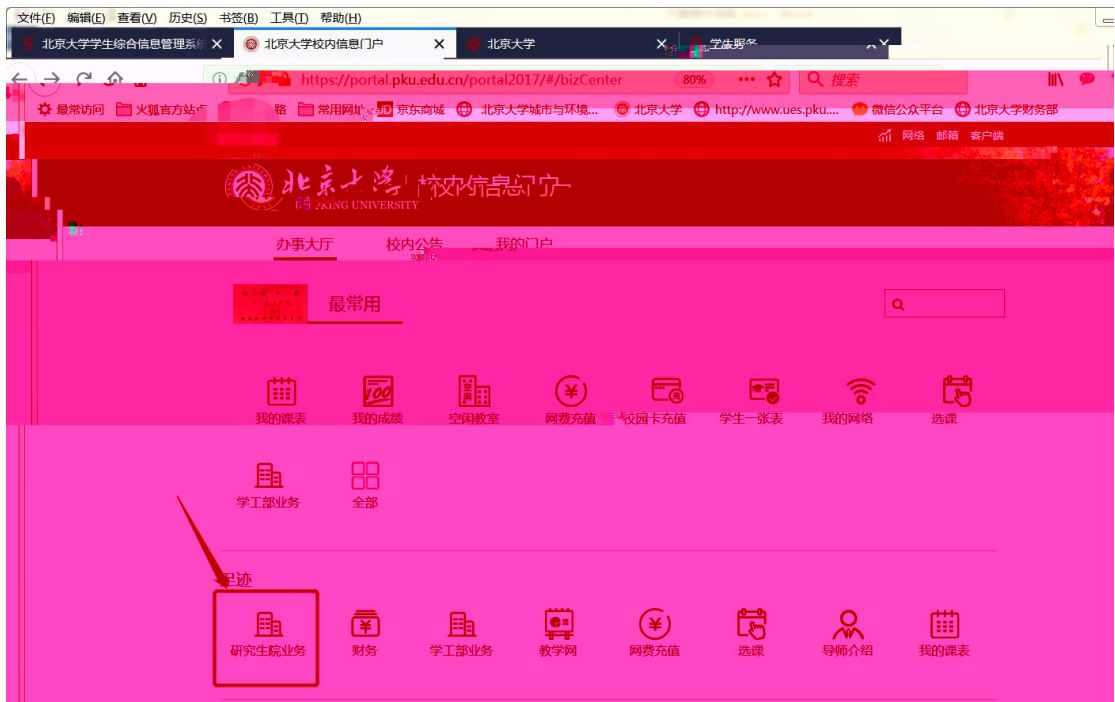 文件(F) 编辑(E) 查看(V) 历史(S) 书签(B) 工具(T) 帮助(H)
北京大学学生综合信息管理系统 北京大学校内信息门户 北京大学
https://portal.pku.edu.cn/portal2017/#/bizCenter 80% 搜索
最常访问 火狐官方站点 常用网址 京东商城 北京大学城市与环境... 北京大学 http://www.ues.pku.... 微信公众平台 北京大学财务部
网络 邮箱 客户端
北京大学 校内信息门户
PEKING UNIVERSITY
办事大厅 校内公告 我的门户
最常用
我的课表 我的成绩 空闲教室 网费充值 校园卡充值 学生一张表 我的网络 选课
学工部业务 全部
足迹
研究生院业务 财务 学工部业务 教学网 网费充值 选课 导师介绍 我的课表